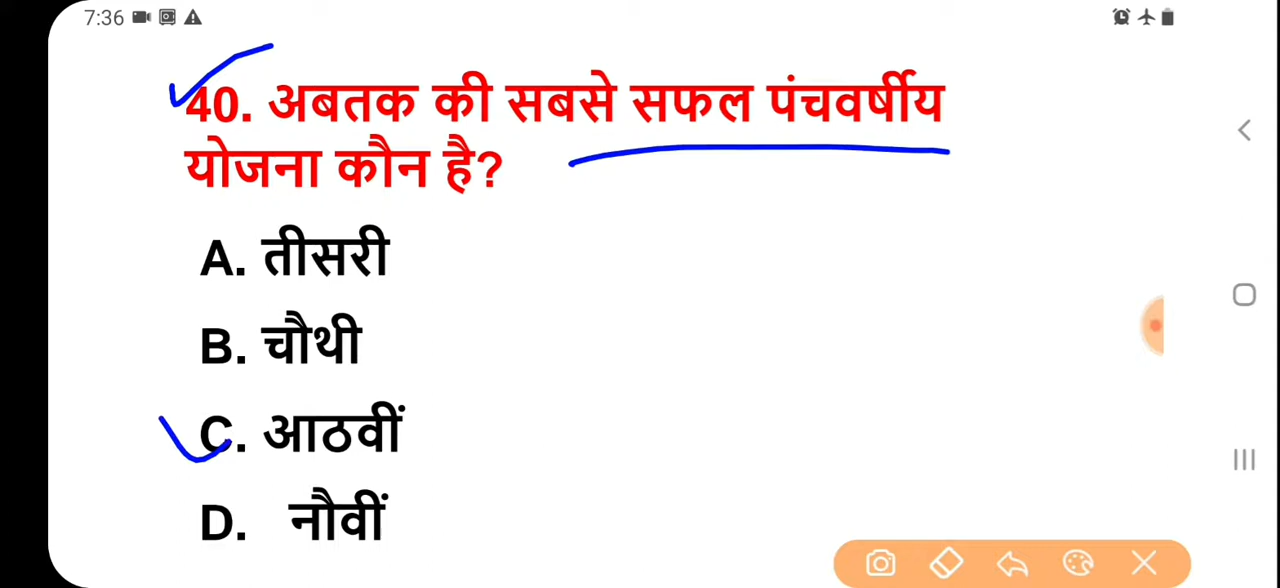 7:36
40. अबतक की सबसे सफल पंचवर्षीय
योजना कौन है?
A. तीसरी
B. चौथी
C. आठवीं
D. नौवीं